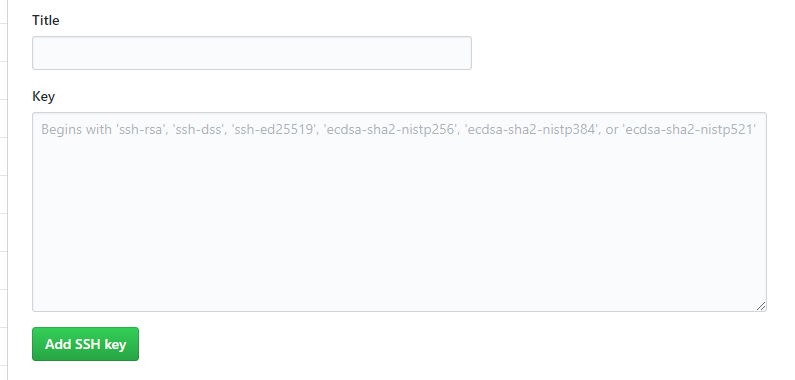 Title
Key
Begins with 'ssh-rsa', 'ssh-dss', 'ssh-ed25519', 'ecdsa-sha2-nistp256', 'ecdsa-sha2-nistp384', or 'ecdsa-sha2-nistp521'
Add SSH key